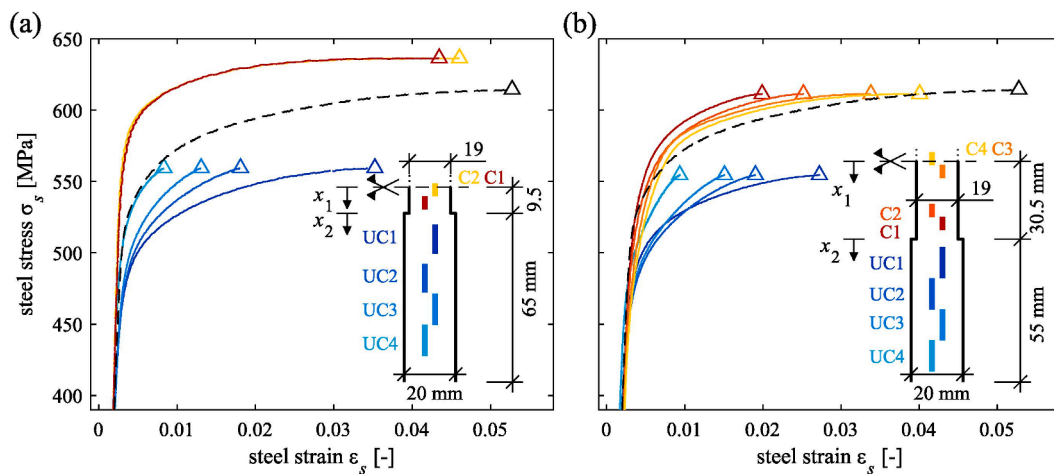 (a)
650
600
550
500
450
400
steel stress σs [MPa]
0
0.01
0.02
0.03
0.04
0.05
steel strain εs [-]
19
C2 C1
x1
x2
9.5
UC1
UC2
UC3
UC4
65 mm
20 mm
(b)
0
0.01
0.02
0.03
0.04
0.05
steel strain εs [-]
C4 C3
x1
19
C2
C1
x2
30.5 mm
UC1
UC2
UC3
UC4
55 mm
20 mm